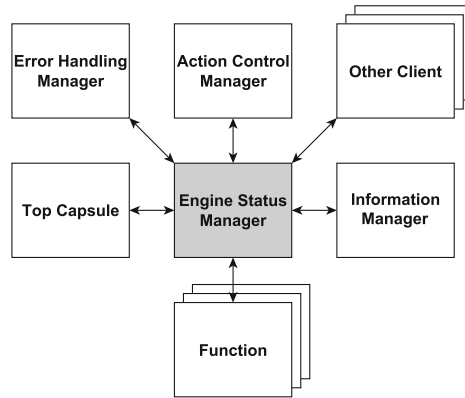 Error Handling
Manager
Action Control
Manager
Other Client
Top Capsule
Engine Status
Manager
Information
Manager
Function